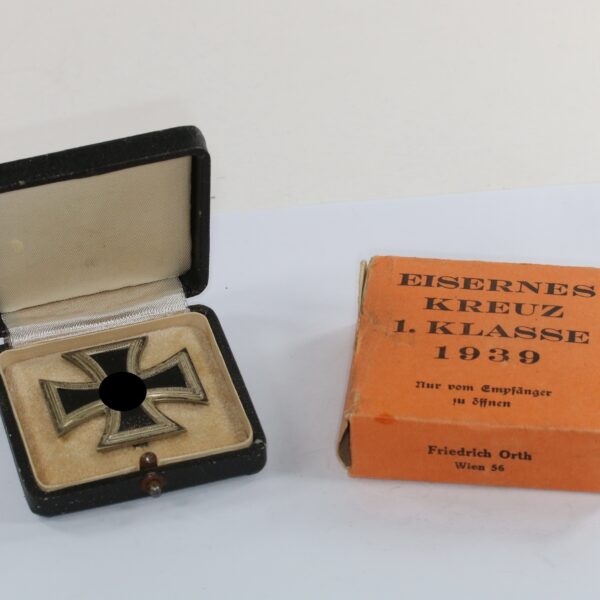 EISERNES
KREUZ
1. KLASSE
1939
Nur vom Empfänger
zu öffnen
Friedrich Orth
Wien 56